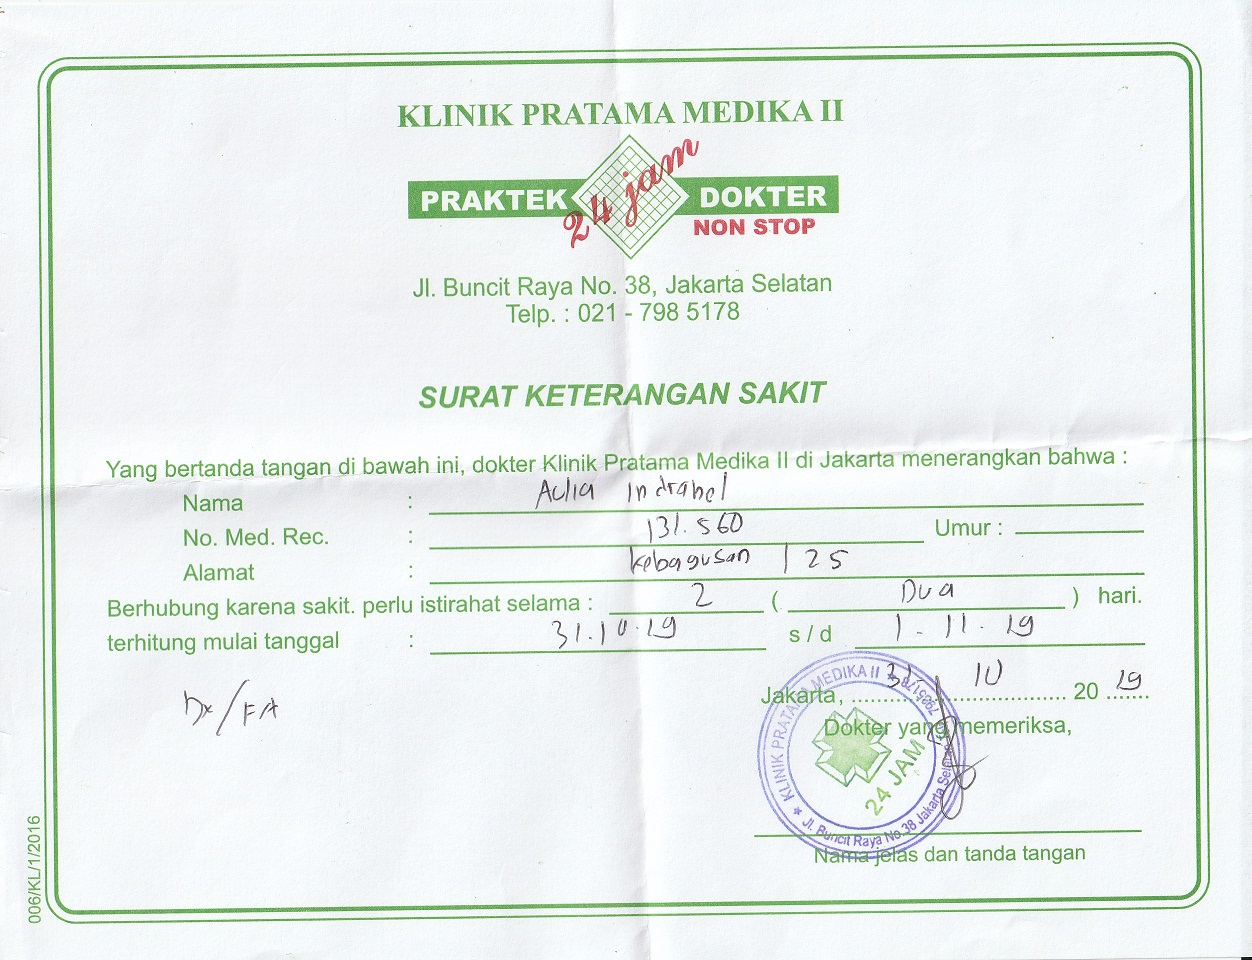 KLINIK PRATAMA MEDIKA II
PRAKTEK 24 jam DOKTER
NON STOP
Jl. Buncit Raya No. 38, Jakarta Selatan
Telp. : 021 - 798 5178
SURAT KETERANGAN SAKIT
Yang bertanda tangan di bawah ini, dokter Klinik Pratama Medika II di Jakarta menerangkan bahwa :
Nama : Aulia Indrabel
No. Med. Rec. : 131.560 Umur :
Alamat : Kebagusan 1 25
Berhubung karena sakit. perlu istirahat selama : 2 ( Dua ) hari.
terhitung mulai tanggal : 31.10.19 s / d 1.11.19
Jakarta, 31 10 20 19
Dokter yang memeriksa,
KLINIK PRATAMA MEDIKA II 7985178
24 JAM
Jl. Buncit Raya No.38 Jakarta Selatan
Nama jelas dan tanda tangan
006/KL/1/2016